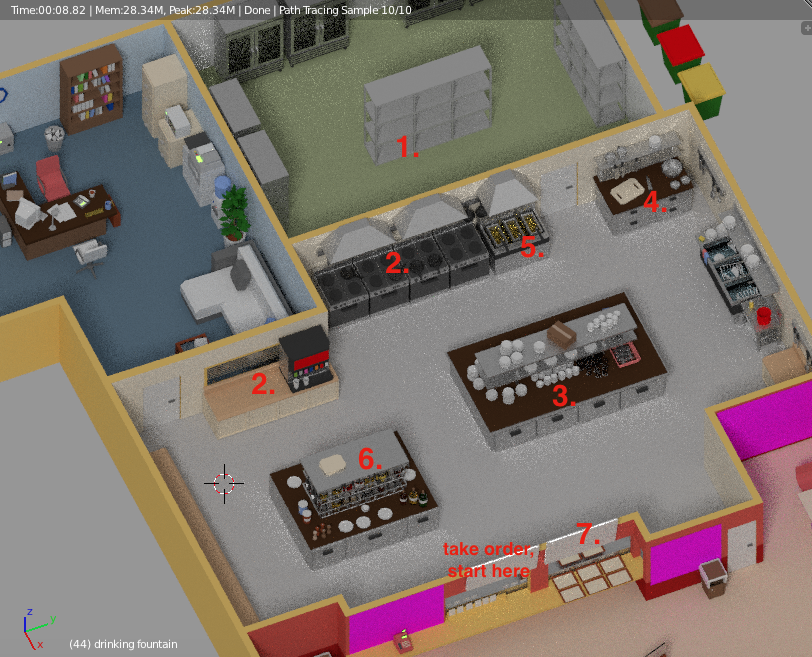 Time:00:08.82 | Mem:28.34M, Peak:28.34M | Done | Path Tracing Sample 10/10
1.
4.
5.
2.
2.
3.
6.
7.
take order,
start here
z
y
x
(44) drinking fountain